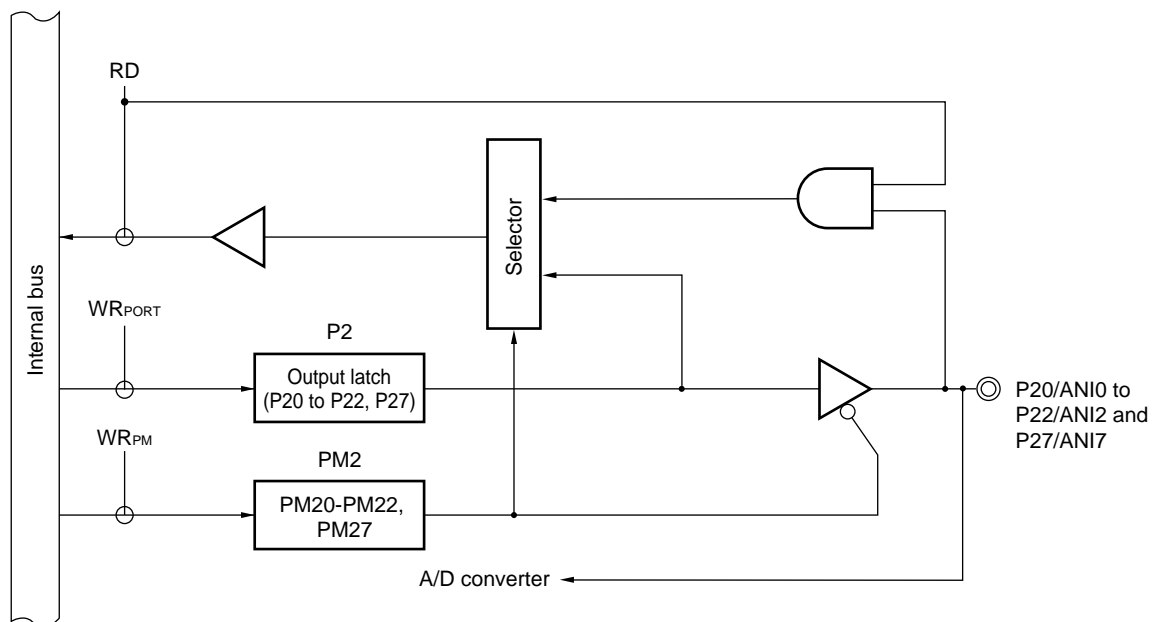 RD
Selector
Internal bus
WRPORT
P2
Output latch
(P20 to P22, P27)
P20/ANI0 to
P22/ANI2 and
P27/ANI7
WRPM
PM2
PM20-PM22,
PM27
A/D converter